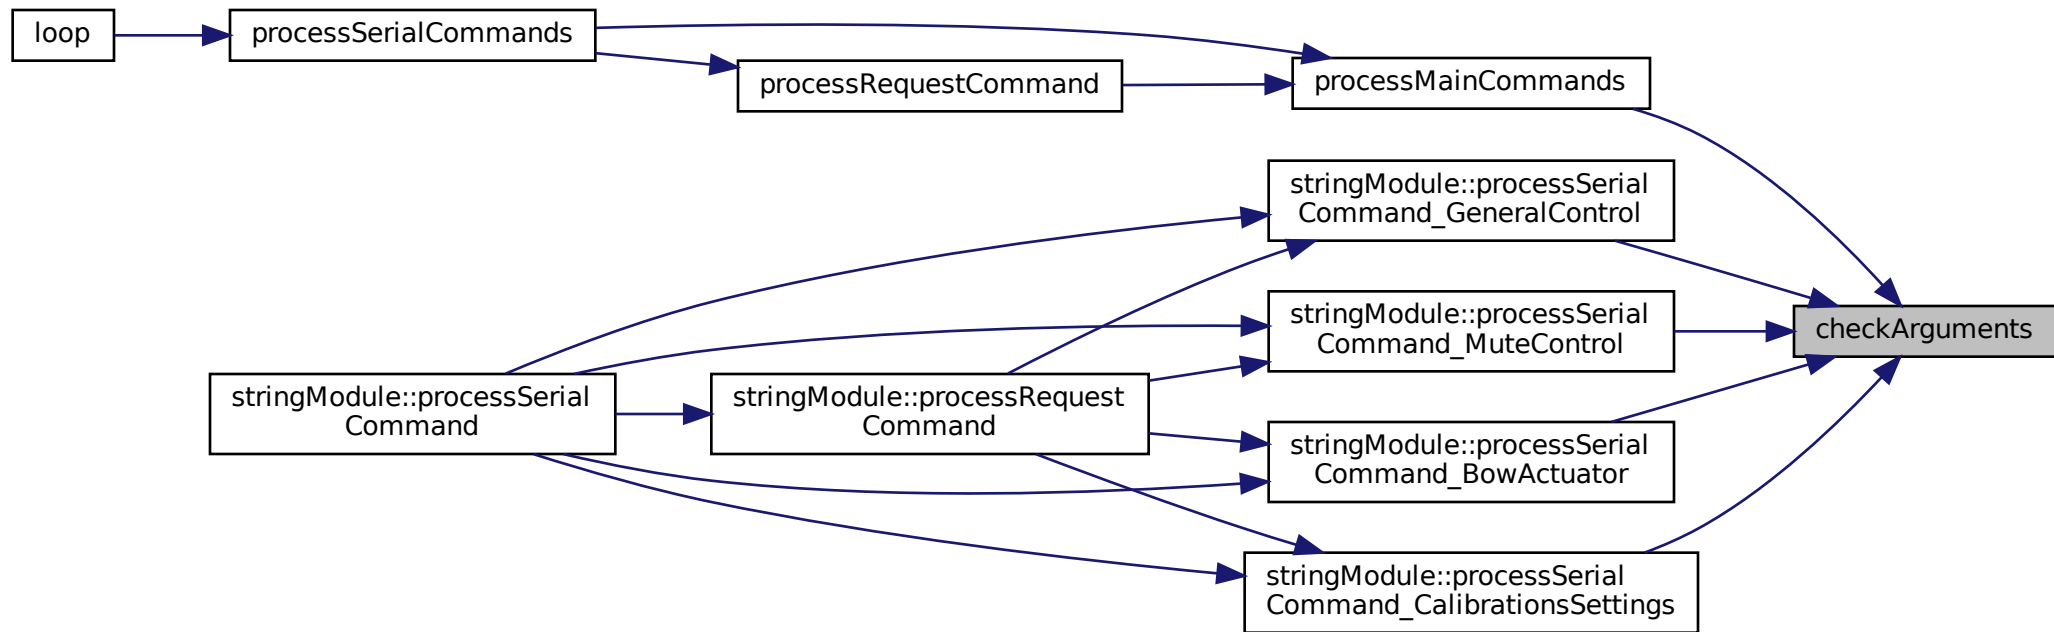 loop
processSerialCommands
processRequestCommand
processMainCommands
stringModule::processSerial
Command_GeneralControl
stringModule::processSerial
Command_MuteControl
checkArguments
stringModule::processSerial
Command
stringModule::processRequest
Command
stringModule::processSerial
Command_BowActuator
stringModule::processSerial
Command_CalibrationsSettings